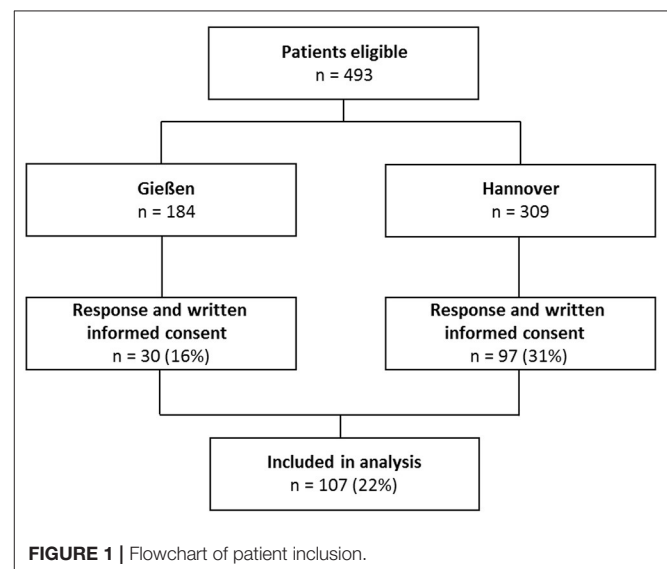 Patients eligible
n = 493
Gießen
n = 184
Hannover
n = 309
Response and written
informed consent
n = 30 (16%)
Response and written
informed consent
n = 97 (31%)
Included in analysis
n = 107 (22%)
FIGURE 1 | Flowchart of patient inclusion.